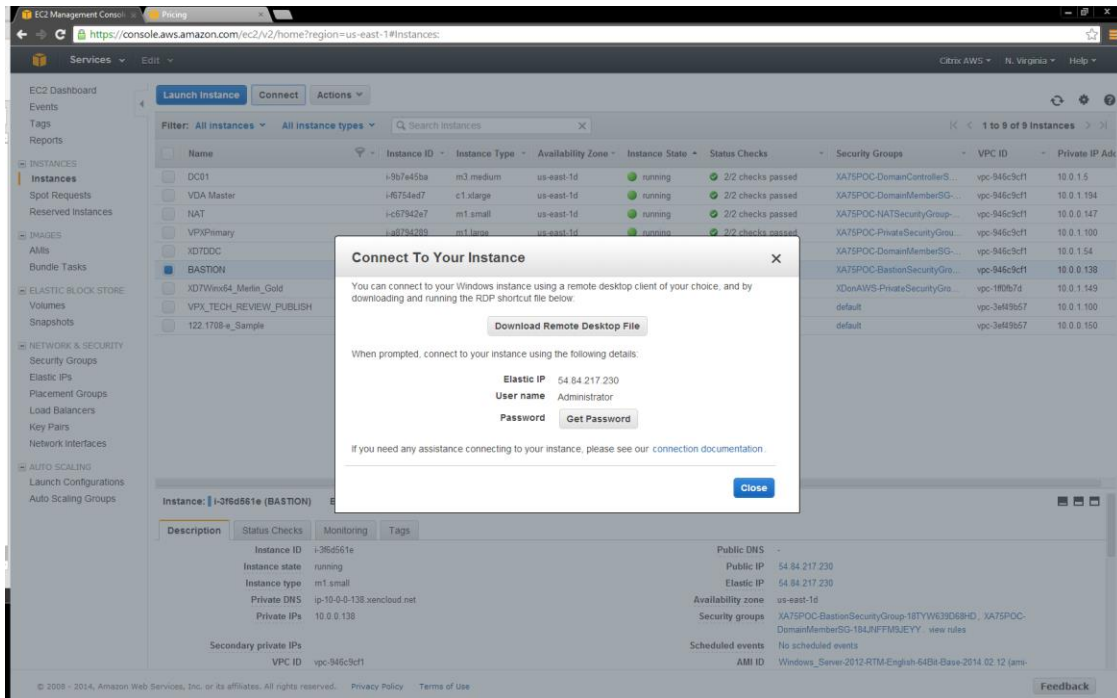 EC2 Management Consol
Pricing
https://console.aws.amazon.com/ec2/v2/home?region=us-east-1#Instances:
Services Edit Citrix AWS N. Virginia Help
EC2 Dashboard
Events
Tags
Reports
INSTANCES
Instances
Spot Requests
Reserved Instances
IMAGES
AMIs
Bundle Tasks
ELASTIC BLOCK STORE
Volumes
Snapshots
NETWORK & SECURITY
Security Groups
Elastic IPs
Placement Groups
Load Balancers
Key Pairs
Network Interfaces
AUTO SCALING
Launch Configurations
Auto Scaling Groups
Launch Instance Connect Actions
Filter: All instances All instance types Search Instances 1 to 9 of 9 Instances
Name Instance ID Instance Type Availability Zone Instance State Status Checks Security Groups VPC ID Private IP Add
DC01 i-9b7e45ba m3.medium us-east-1d running 2/2 checks passed XA75POC-DomainControllerS... vpc-946c9cf1 10.0.1.5
VDA Master i-f6754ed7 c1.xlarge us-east-1d running 2/2 checks passed XA75POC-DomainMemberSG-... vpc-946c9cf1 10.0.1.194
NAT i-c67942e7 m1.small us-east-1d running 2/2 checks passed XA75POC-NATSecurityGroup-... vpc-946c9cf1 10.0.0.147
VPXPrimary i-a8794289 m1.large us-east-1d running 2/2 checks passed XA75POC-PrivateSecurityGrou... vpc-946c9cf1 10.0.1.100
XD7DDC XA75POC-DomainMemberSG-... vpc-946c9cf1 10.0.1.54
BASTION XA75POC-BastionSecurityGro... vpc-946c9cf1 10.0.0.138
XD7Winx64_Merlin_Gold XDonAWS-PrivateSecurityGro... vpc-1ff0fb7d 10.0.1.149
VPX_TECH_REVIEW_PUBLISH default vpc-3ef49b57 10.0.1.100
122.1708-e_Sample default vpc-3ef49b57 10.0.0.150
Connect To Your Instance
You can connect to your Windows instance using a remote desktop client of your choice, and by
downloading and running the RDP shortcut file below:
Download Remote Desktop File
When prompted, connect to your instance using the following details:
Elastic IP 54.84.217.230
User name Administrator
Password Get Password
If you need any assistance connecting to your instance, please see our connection documentation.
Close
Instance: i-3f6d561e (BASTION) E
Description Status Checks Monitoring Tags
Instance ID i-3f6d561e Public DNS -
Instance state running Public IP 54.84.217.230
Instance type m1.small Elastic IP 54.84.217.230
Private DNS ip-10-0-0-138.xencloud.net Availability zone us-east-1d
Private IPs 10.0.0.138 Security groups XA75POC-BastionSecurityGroup-18TYW639D68HD, XA75POC-
DomainMemberSG-184JNFFM9JEYY. view rules
Secondary private IPs Scheduled events No scheduled events
VPC ID vpc-946c9cf1 AMI ID Windows_Server-2012-RTM-English-64Bit-Base-2014.02.12 (ami-
© 2008 - 2014, Amazon Web Services, Inc. or its affiliates. All rights reserved. Privacy Policy Terms of Use Feedback